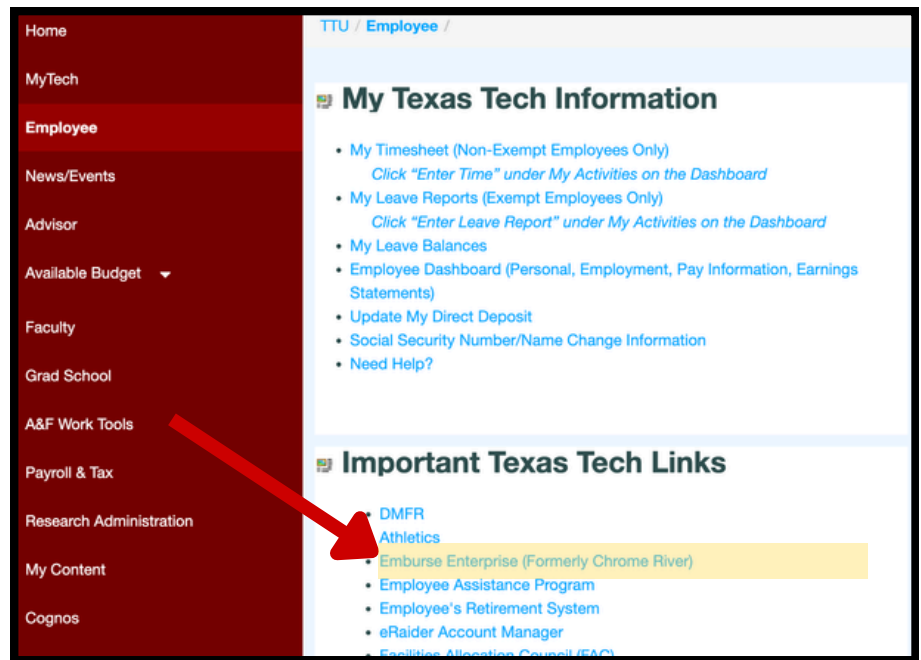 Home
MyTech
Employee
News/Events
Advisor
Available Budget
Faculty
Grad School
A&F Work Tools
Payroll & Tax
Research Administration
My Content
Cognos
TTU / Employee /
My Texas Tech Information
• My Timesheet (Non-Exempt Employees Only)
Click “Enter Time” under My Activities on the Dashboard
• My Leave Reports (Exempt Employees Only)
Click “Enter Leave Report” under My Activities on the Dashboard
• My Leave Balances
• Employee Dashboard (Personal, Employment, Pay Information, Earnings
Statements)
• Update My Direct Deposit
• Social Security Number/Name Change Information
• Need Help?
Important Texas Tech Links
• DMFR
Athletics
• Emburse Enterprise (Formerly Chrome River)
• Employee Assistance Program
• Employee's Retirement System
• eRaider Account Manager
• Facilities Allocation Council (FAC)